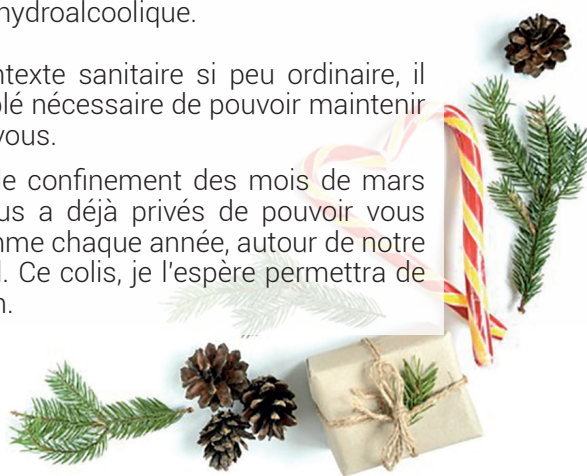 hydroalcoolique.
ntexte sanitaire si peu ordinaire, il
blé nécessaire de pouvoir maintenir
vous.
le confinement des mois de mars
us a déjà privés de pouvoir vous
mme chaque année, autour de notre
l. Ce colis, je l'espère permettra de
n.